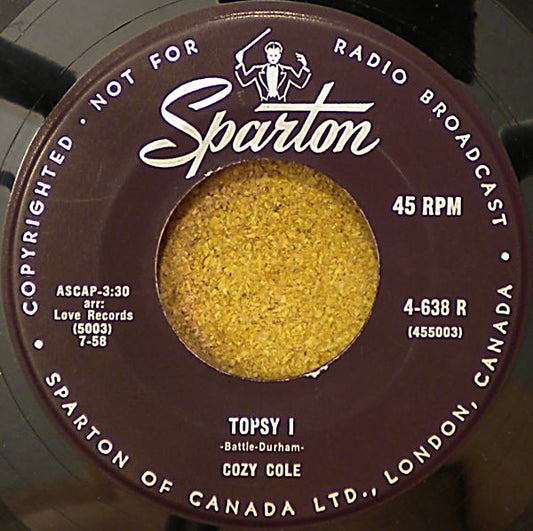 COPYRIGHTED · NOT FOR RADIO BROADCAST
Sparton
45 RPM
ASCAP-3:30
arr:
Love Records
(5003)
7-58
4-638 R
(455003)
TOPSY I
-Battle-Durham-
COZY COLE
• SPARTON OF CANADA LTD., LONDON, CANADA •